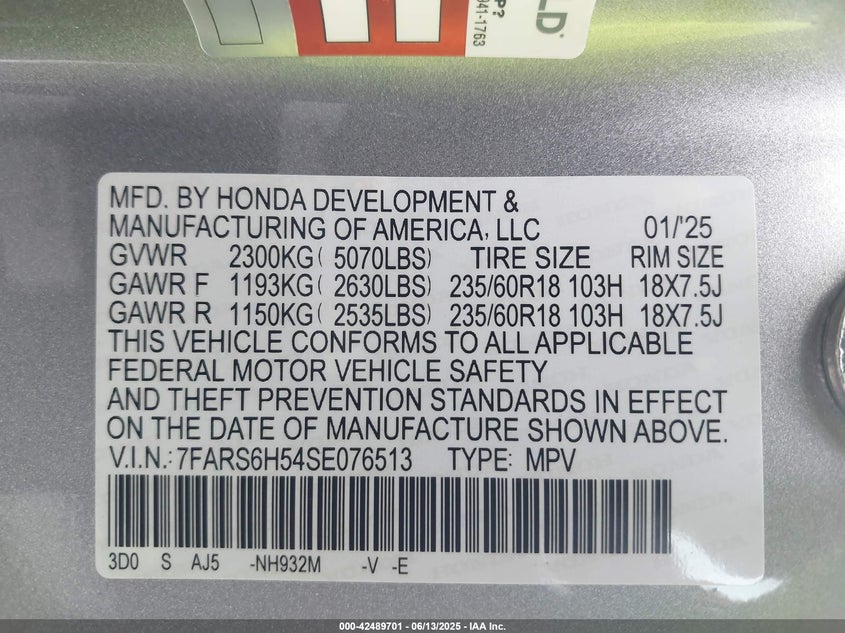 LD®
P?
941-1763
MFD. BY HONDA DEVELOPMENT &
MANUFACTURING OF AMERICA, LLC 01/'25
GVWR 2300KG( 5070LBS) TIRE SIZE RIM SIZE
GAWR F 1193KG( 2630LBS) 235/60R18 103H 18X7.5J
GAWR R 1150KG( 2535LBS) 235/60R18 103H 18X7.5J
THIS VEHICLE CONFORMS TO ALL APPLICABLE
FEDERAL MOTOR VEHICLE SAFETY
AND THEFT PREVENTION STANDARDS IN EFFECT
ON THE DATE OF MANUFACTURE SHOWN ABOVE.
V.I.N.: 7FARS6H54SE076513 TYPE: MPV
3D0 S AJ5 -NH932M -V -E
000-42489701 - 06/13/2025 - IAA Inc.